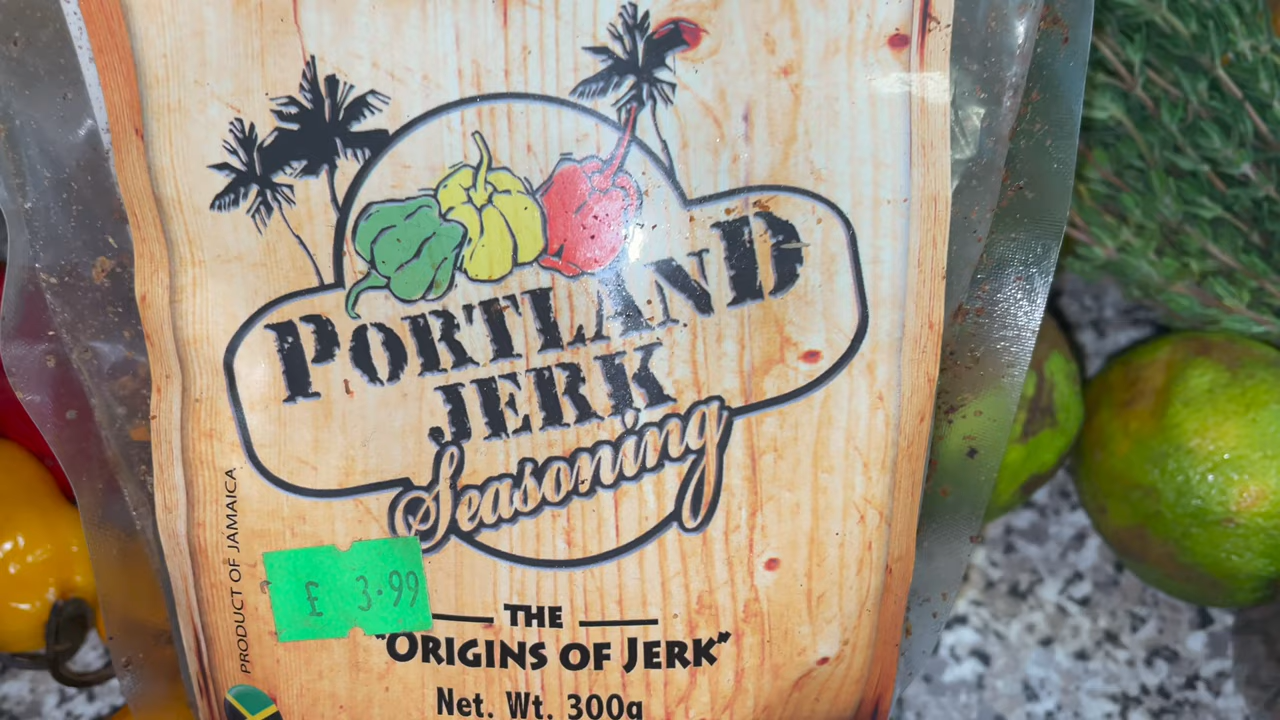 PORTLAND
JERK
Seasoning
PRODUCT OF JAMAICA
£ 3.99
THE
"ORIGINS OF JERK"
Net. Wt. 300g